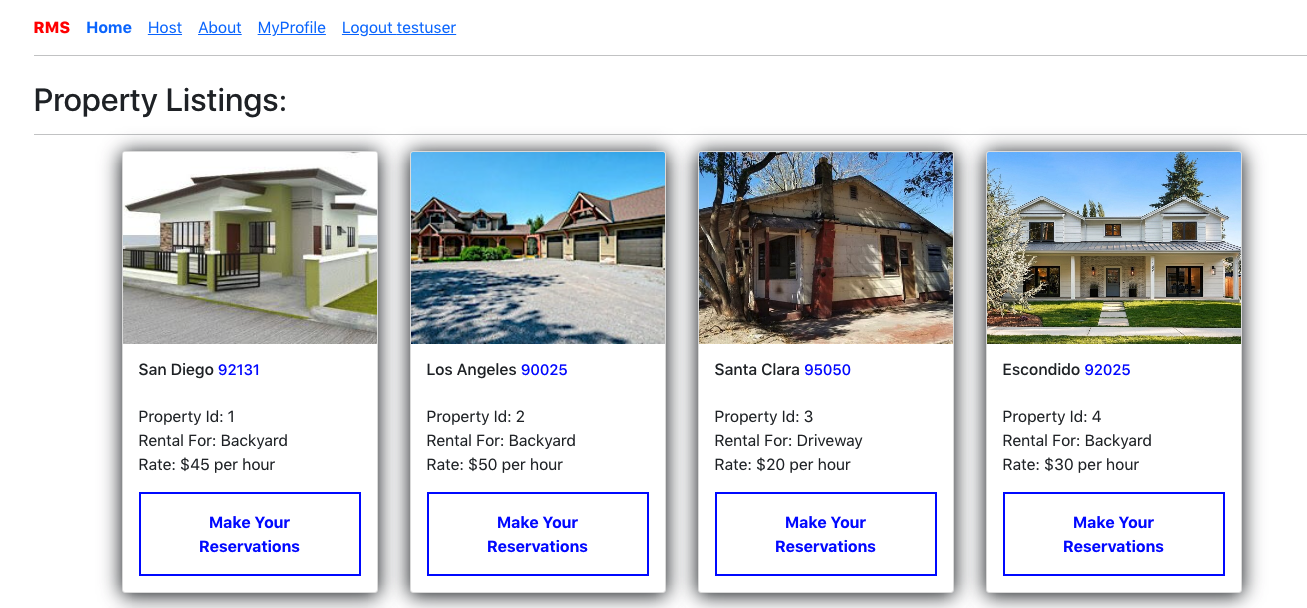 RMS Home Host About MyProfile Logout testuser
Property Listings:
San Diego 92131
Property Id: 1
Rental For: Backyard
Rate: $45 per hour
Make Your
Reservations
Los Angeles 90025
Property Id: 2
Rental For: Backyard
Rate: $50 per hour
Make Your
Reservations
Santa Clara 95050
Property Id: 3
Rental For: Driveway
Rate: $20 per hour
Make Your
Reservations
Escondido 92025
Property Id: 4
Rental For: Backyard
Rate: $30 per hour
Make Your
Reservations